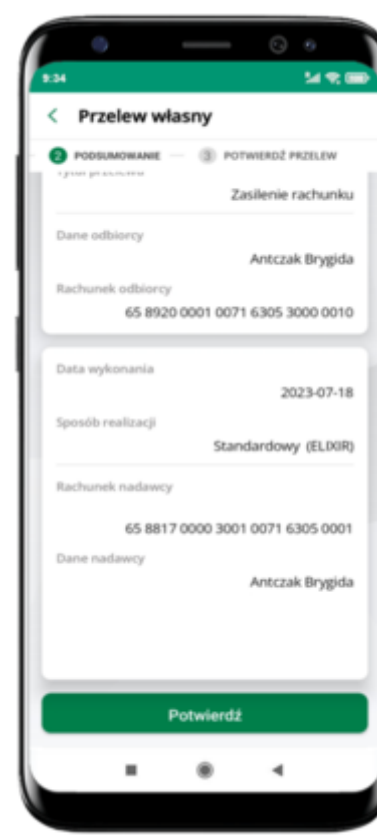 9:34
Przelew własny
2 PODSUMOWANIE 3 POTWIERDŹ PRZELEW
Tytuł przelewu
Zasilenie rachunku
Dane odbiorcy
Antczak Brygida
Rachunek odbiorcy
65 8920 0001 0071 6305 3000 0010
Data wykonania
2023-07-18
Sposób realizacji
Standardowy (ELIXIR)
Rachunek nadawcy
65 8817 0000 3001 0071 6305 0001
Dane nadawcy
Antczak Brygida
Potwierdź